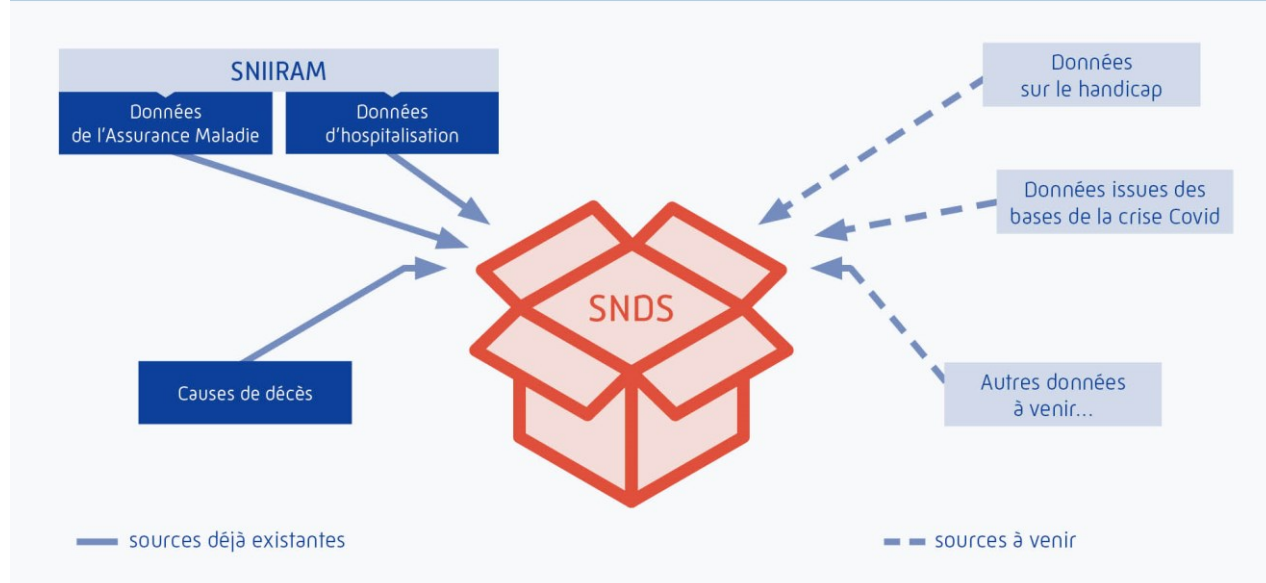 SNIIRAM
Données
de l'Assurance Maladie
Données
d'hospitalisation
Causes de décès
SNDS
Données
sur le handicap
Données issues des
bases de la crise Covid
Autres données
à venir...
sources déjà existantes
sources à venir